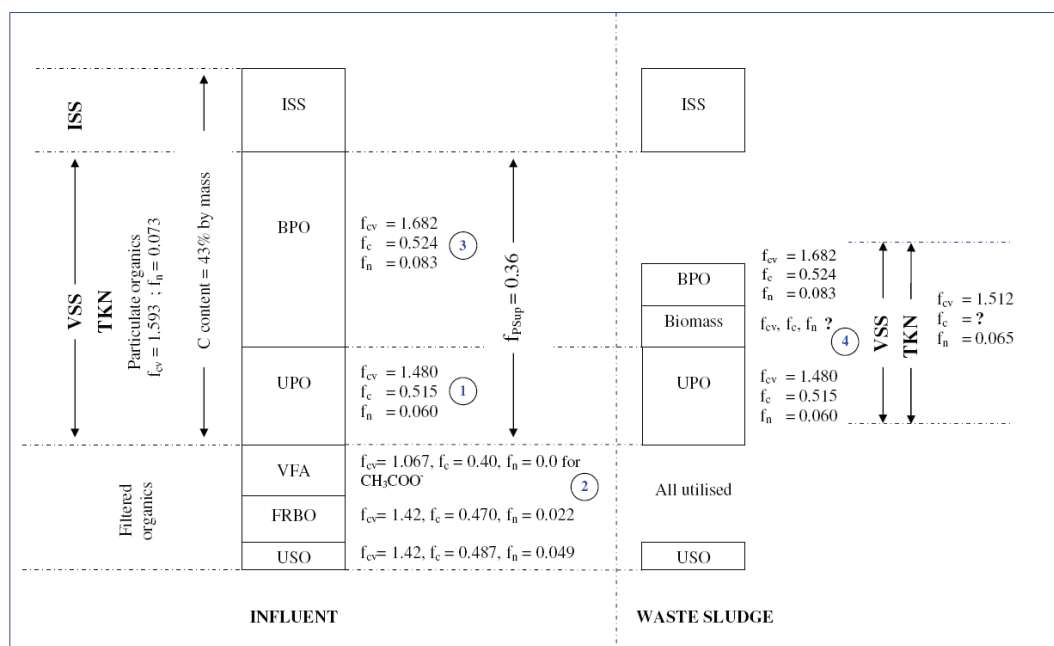 ISS
VSS
TKN
Particulate organics
f_cv = 1.593 ; f_n = 0.073
C content = 43% by mass
Filtered
organics
ISS
BPO
UPO
VFA
FRBO
USO
f_cv = 1.682
f_c = 0.524
f_n = 0.083
3
f_PSup = 0.36
f_cv = 1.480
f_c = 0.515
f_n = 0.060
1
f_cv= 1.067, f_c = 0.40, f_n = 0.0 for
CH₃COO⁻
2
f_cv= 1.42, f_c = 0.470, f_n = 0.022
f_cv= 1.42, f_c = 0.487, f_n = 0.049
INFLUENT
ISS
BPO
Biomass
UPO
All utilised
USO
f_cv = 1.682
f_c = 0.524
f_n = 0.083
f_cv, f_c, f_n ?
4
f_cv = 1.480
f_c = 0.515
f_n = 0.060
VSS
TKN
f_cv = 1.512
f_c = ?
f_n = 0.065
WASTE SLUDGE